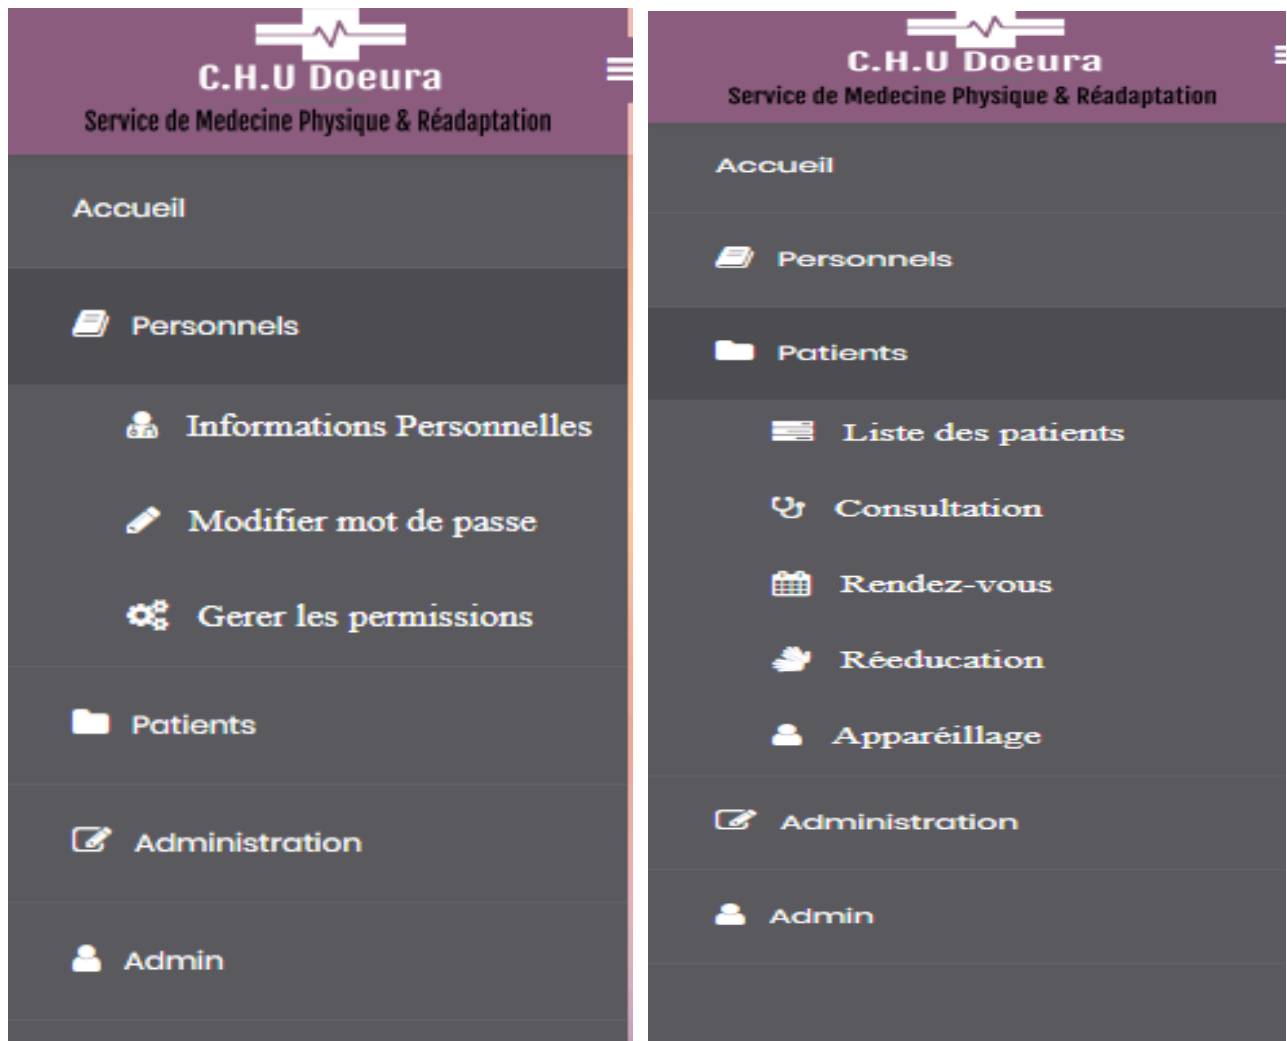 C.H.U Doeura
Service de Medecine Physique & Réadaptation
Accueil
Personnels
Informations Personnelles
Modifier mot de passe
Gerer les permissions
Patients
Administration
Admin
C.H.U Doeura
Service de Medecine Physique & Réadaptation
Accueil
Personnels
Patients
Liste des patients
Consultation
Rendez-vous
Réeducation
Apparéillage
Administration
Admin